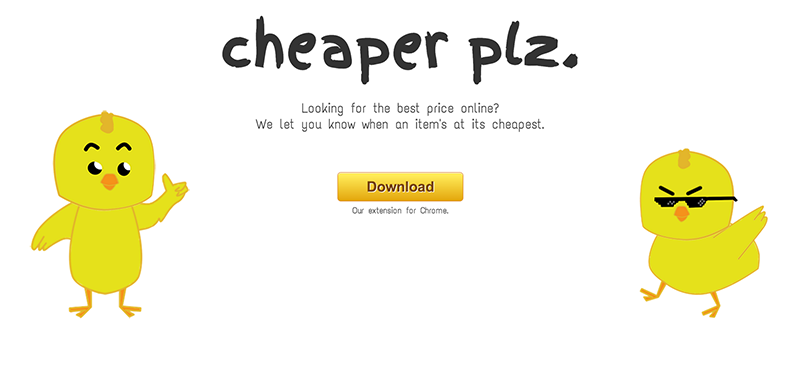 cheaper plz.
Looking for the best price online?
We let you know when an item's at its cheapest.
Download
Our extension for Chrome.